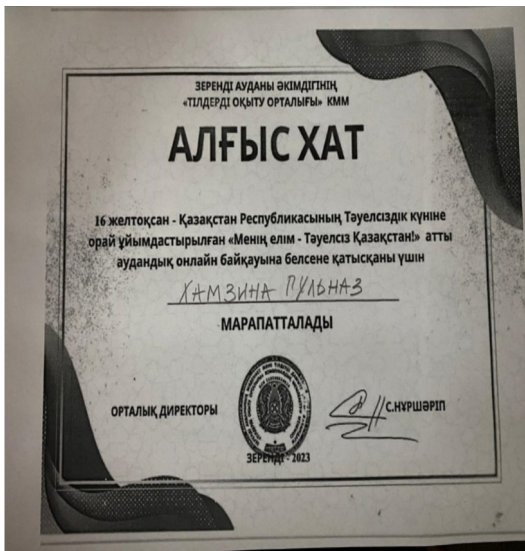 ЗЕРЕНДІ АУДАНЫ ӘКІМДІГІНІҢ
«ТІЛДЕРДІ ОҚЫТУ ОРТАЛЫҒЫ» КММ
АЛҒЫС ХАТ
16 желтоқсан - Қазақстан Республикасының Тәуелсіздік күніне
орай ұйымдастырылған «Менің елім - Тәуелсіз Қазақстан!» атты
аудандық онлайн байқауына белсене қатысқаны үшін
ХАМЗИНА ГУЛЬНАЗ
МАРАПАТТАЛАДЫ
ОРТАЛЫҚ ДИРЕКТОРЫ
С.НҰРШӘРІП
ЗЕРЕНДІ - 2023